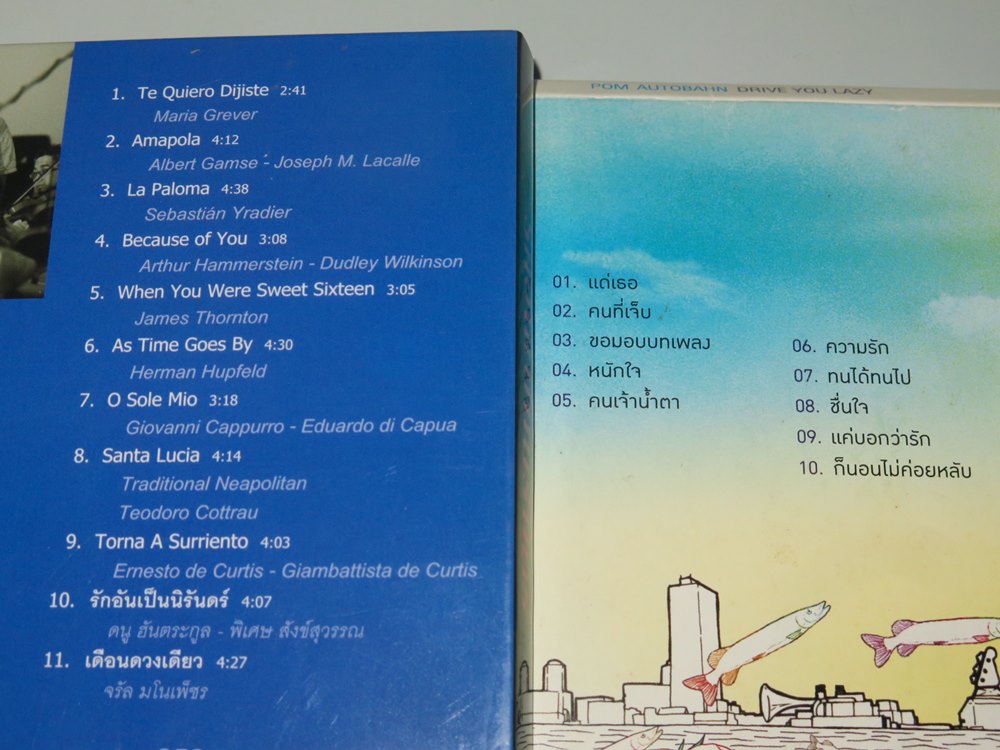 1. Te Quiero Dijiste 2:41
Maria Grever
2. Amapola 4:12
Albert Gamse - Joseph M. Lacalle
3. La Paloma 4:38
Sebastián Yradier
4. Because of You 3:08
Arthur Hammerstein - Dudley Wilkinson
5. When You Were Sweet Sixteen 3:05
James Thornton
6. As Time Goes By 4:30
Herman Hupfeld
7. O Sole Mio 3:18
Giovanni Cappurro - Eduardo di Capua
8. Santa Lucia 4:14
Traditional Neapolitan
Teodoro Cottrau
9. Torna A Surriento 4:03
Ernesto de Curtis - Giambattista de Curtis
10. รักอันเป็นนิรันดร์ 4:07
ดนู ฮันตระกูล - พิเศษ สังข์สุวรรณ
11. เดือนดวงเดียว 4:27
จรัล มโนเพ็ชร
POM AUTOBAHN DRIVE YOU LAZY
01. แด่เธอ
02. คนที่เจ็บ
03. ขอมอบบทเพลง
04. หนักใจ
05. คนเจ้าน้ำตา
06. ความรัก
07. ทนได้ทนไป
08. ชื่นใจ
09. แค่บอกว่ารัก
10. ก็นอนไม่ค่อยหลับ